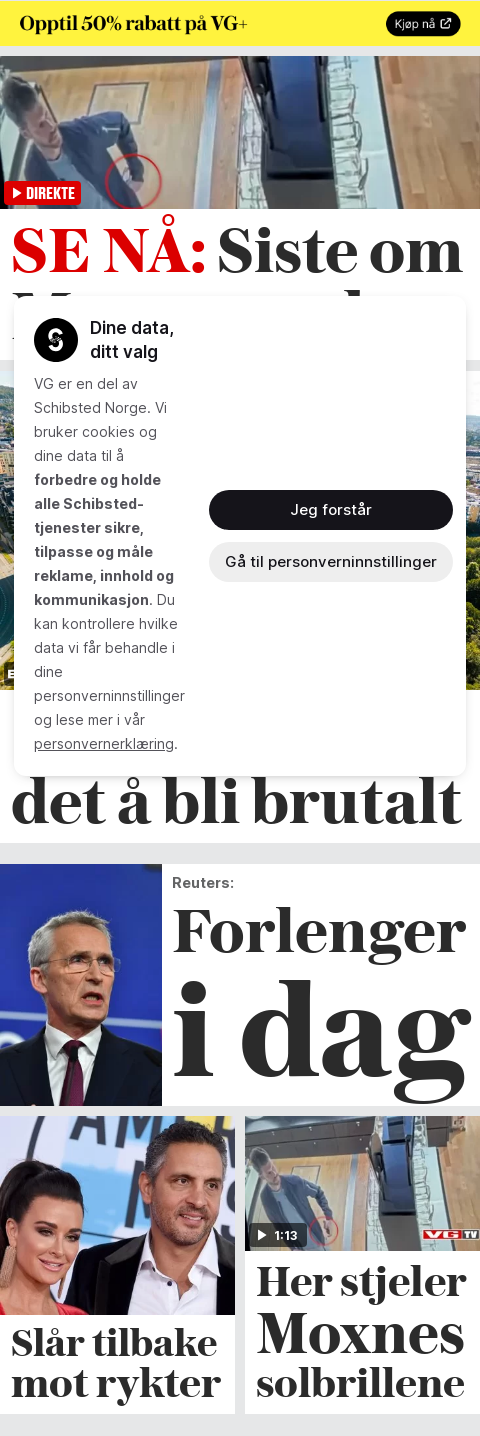 Opptil 50% rabatt på VG+
Kjøp nå
DIREKTE
SE NÅ: Siste om
Dine data,
ditt valg
VG er en del av
Schibsted Norge. Vi
bruker cookies og
dine data til å
forbedre og holde
alle Schibsted-
tjenester sikre,
tilpasse og måle
reklame, innhold og
kommunikasjon. Du
kan kontrollere hvilke
data vi får behandle i
dine
personverninnstillinger
og lese mer i vår
personvernerklæring.
Jeg forstår
Gå til personverninnstillinger
det å bli brutalt
Reuters:
Forlenger
i dag
Slår tilbake
mot rykter
1:13
VG TV
Her stjeler
Moxnes
solbrillene